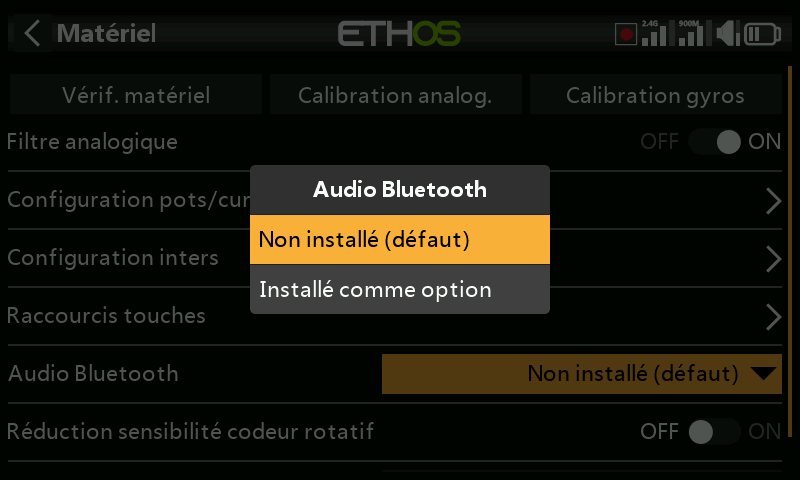 Matériel
ETHOS
2.4G
900M
Vérif. matériel
Calibration analog.
Calibration gyros
Filtre analogique
OFF
ON
Configuration pots/cur
Audio Bluetooth
Non installé (défaut)
Installé comme option
Configuration inters
Raccourcis touches
Audio Bluetooth
Non installé (défaut)
Réduction sensibilité codeur rotatif
OFF
ON